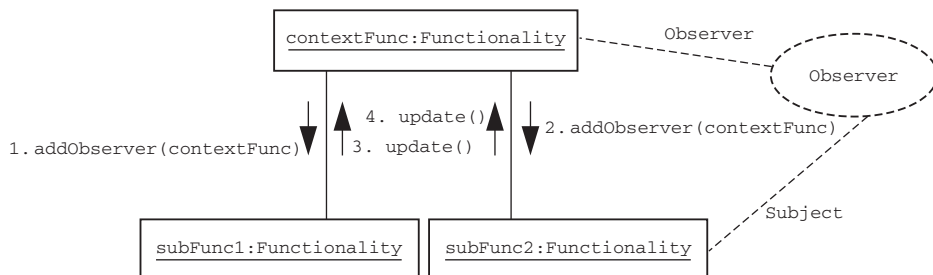 contextFunc:Functionality
Observer
Observer
4. update()
1.addObserver(contextFunc)
3. update()
2.addObserver(contextFunc)
Subject
subFunc1:Functionality
subFunc2:Functionality